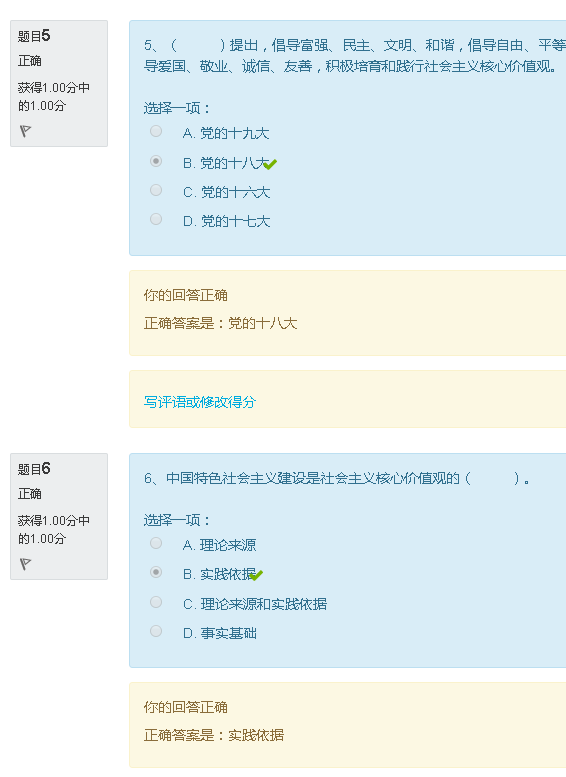 题目5
正确
获得1.00分中
的1.00分
5、（　　　）提出，倡导富强、民主、文明、和谐，倡导自由、平等
导爱国、敬业、诚信、友善，积极培育和践行社会主义核心价值观。
选择一项：
A. 党的十九大
B. 党的十八大
C. 党的十六大
D. 党的十七大
你的回答正确
正确答案是：党的十八大
写评语或修改得分
题目6
正确
获得1.00分中
的1.00分
6、中国特色社会主义建设是社会主义核心价值观的（　　　）。
选择一项：
A. 理论来源
B. 实践依据
C. 理论来源和实践依据
D. 事实基础
你的回答正确
正确答案是：实践依据